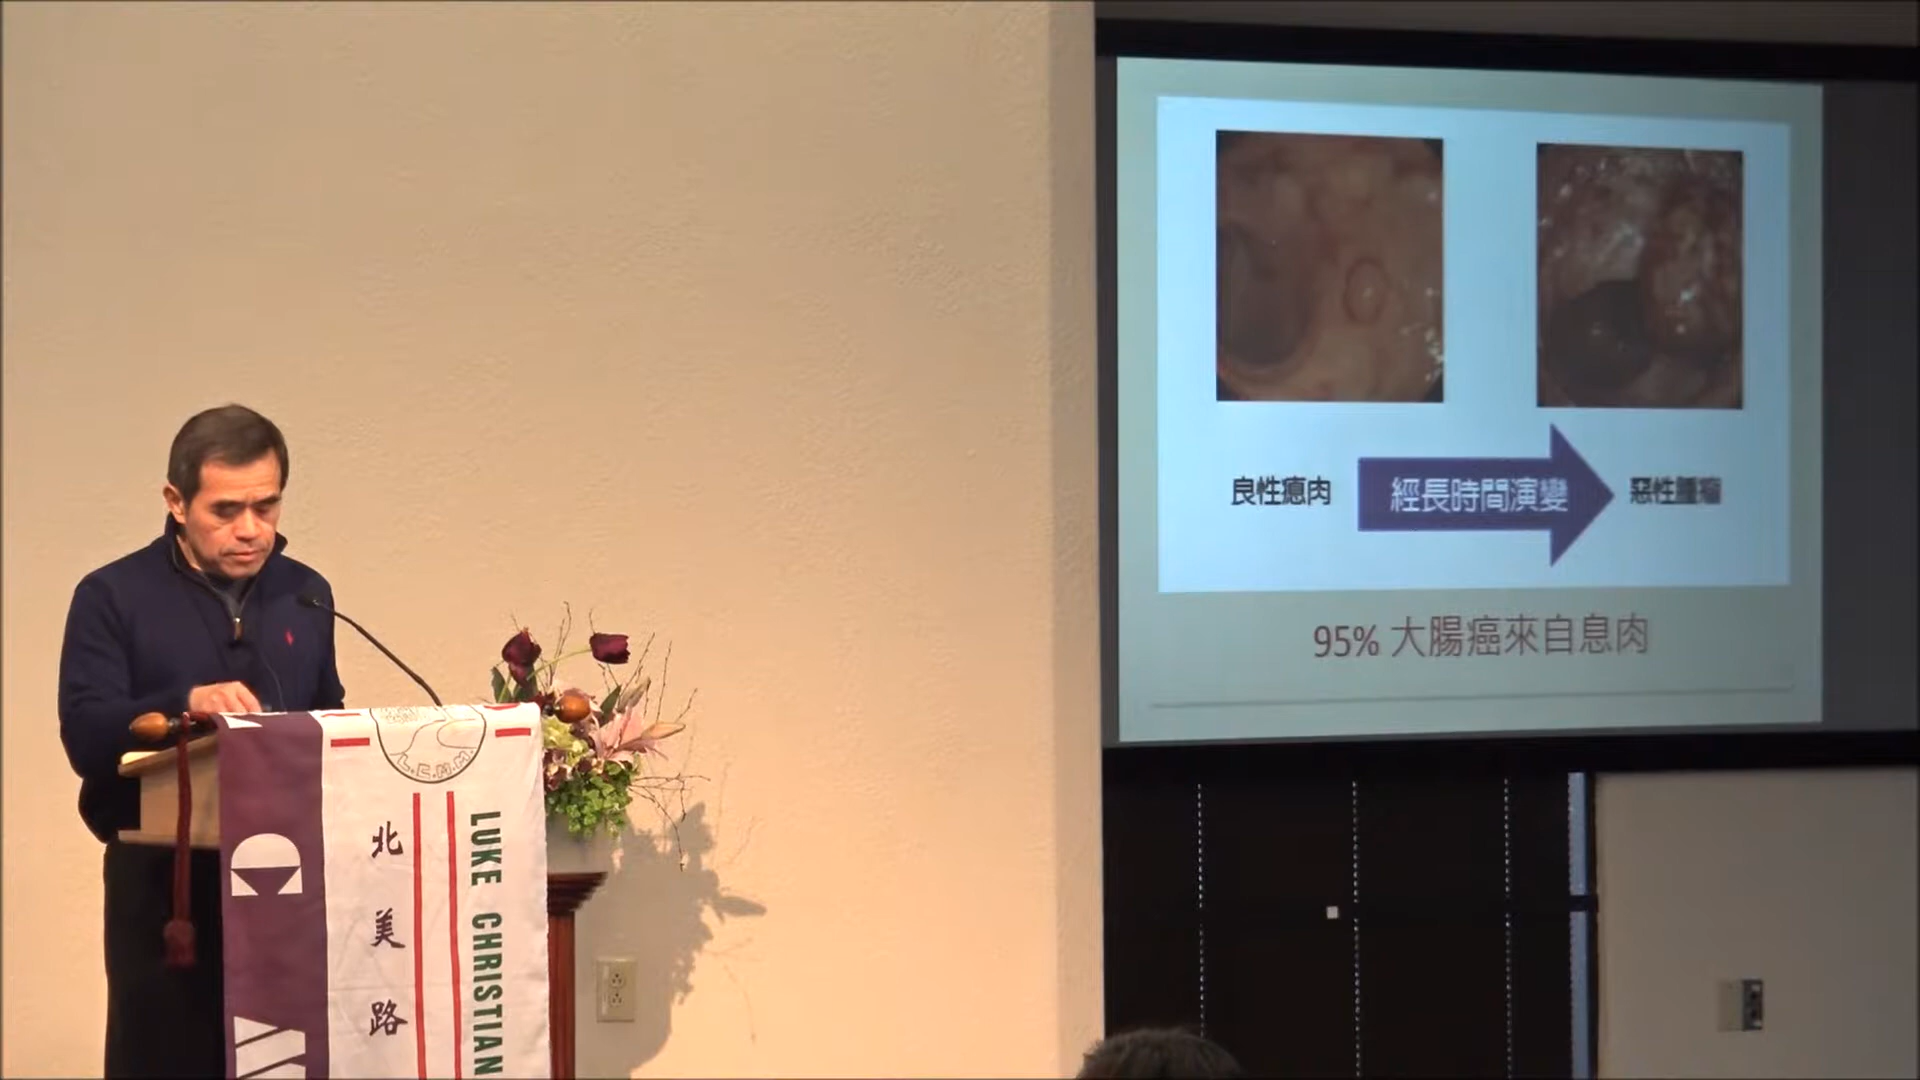 良性瘜肉
經長時間演變
惡性腫瘤
95% 大腸癌來自息肉
L.C.M.M.
北美路
LUKE CHRISTIAN